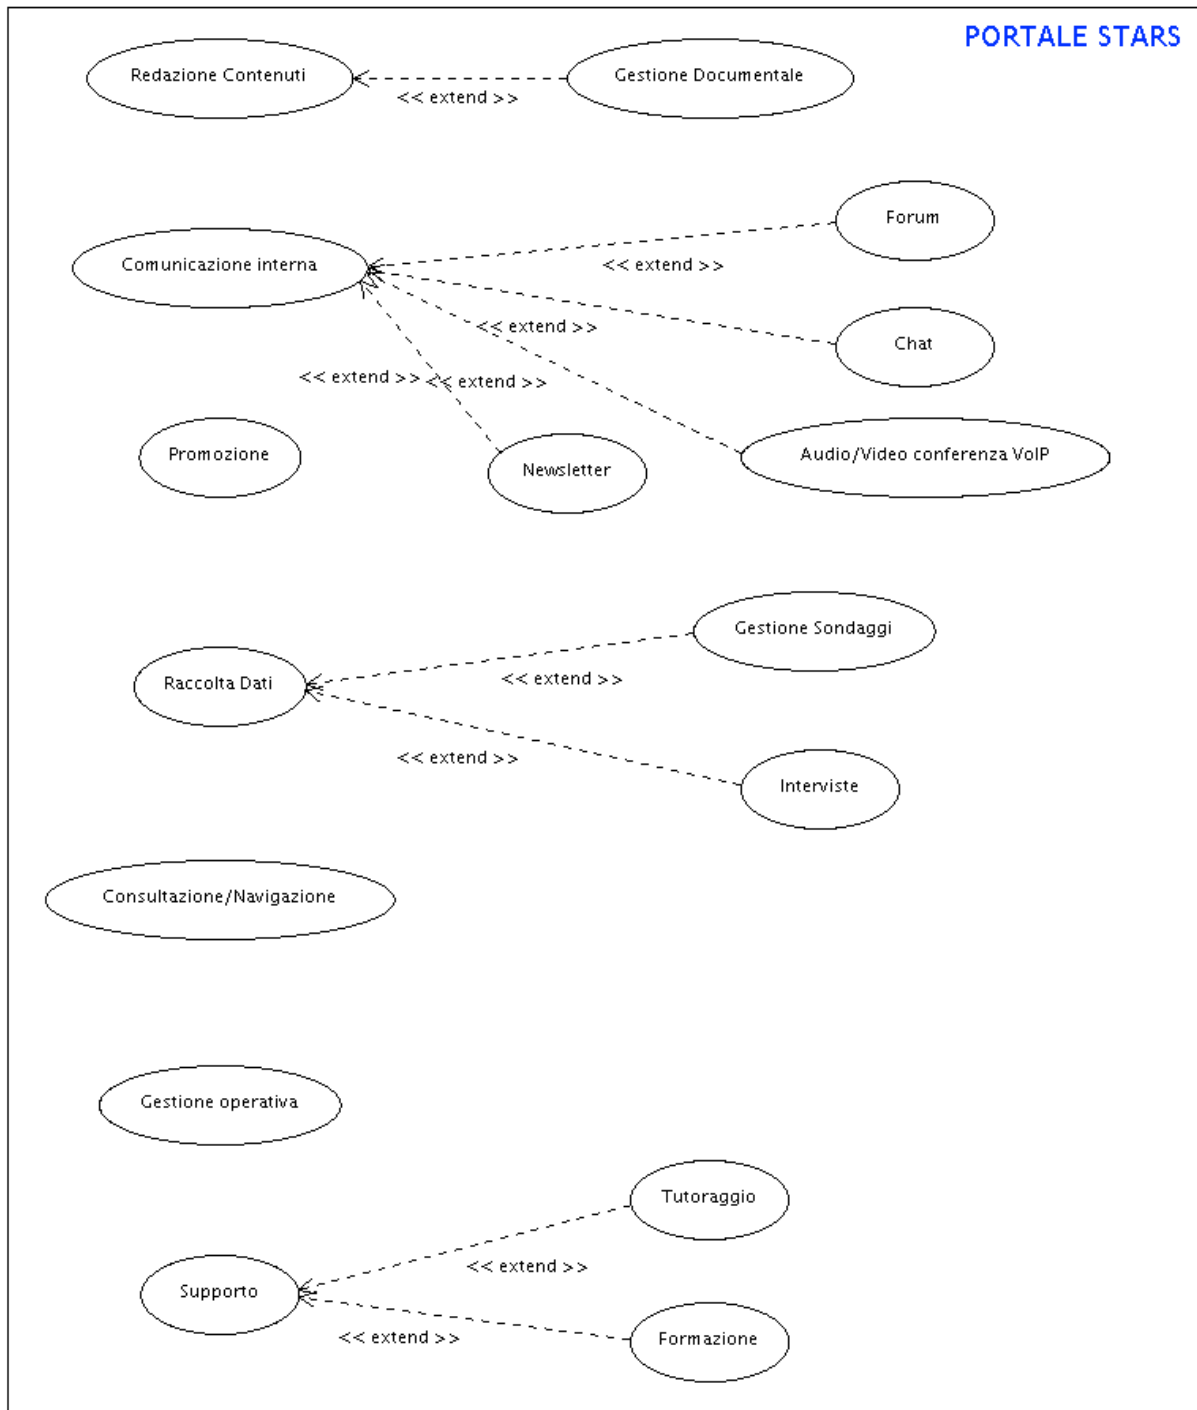 PORTALE STARS
Redazione Contenuti
Gestione Documentale
<< extend >>
Forum
Comunicazione interna
<< extend >>
<< extend >>
Chat
<< extend >>
<< extend >>
Promozione
Newsletter
Audio/Video conferenza VoIP
Gestione Sondaggi
Raccolta Dati
<< extend >>
<< extend >>
Interviste
Consultazione/Navigazione
Gestione operativa
Tutoraggio
<< extend >>
Supporto
<< extend >>
Formazione